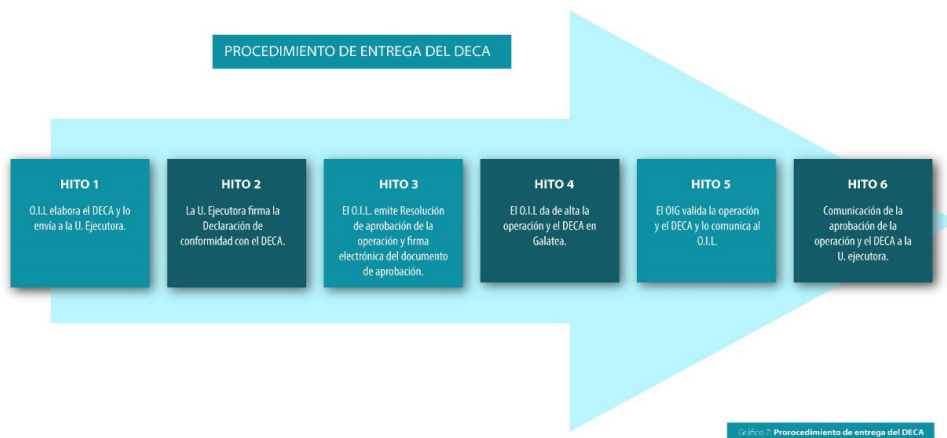 PROCEDIMIENTO DE ENTREGA DEL DECA
HITO 1
O.I.L elabora el DECA y lo
envía a la U. Ejecutora.
HITO 2
La U. Ejecutora firma la
Declaración de
conformidad con el DECA.
HITO 3
El O.I.L. emite Resolución
de aprobación de la
operación y firma
electrónica del documento
de aprobación.
HITO 4
El O.I.L da de alta la
operación y el DECA en
Galatea.
HITO 5
El OIG valida la operación
y el DECA y lo comunica al
O.I.L.
HITO 6
Comunicación de la
aprobación de la
operación y el DECA a la
U. ejecutora.
Gráfico 7: Prorocedimiento de entrega del DECA